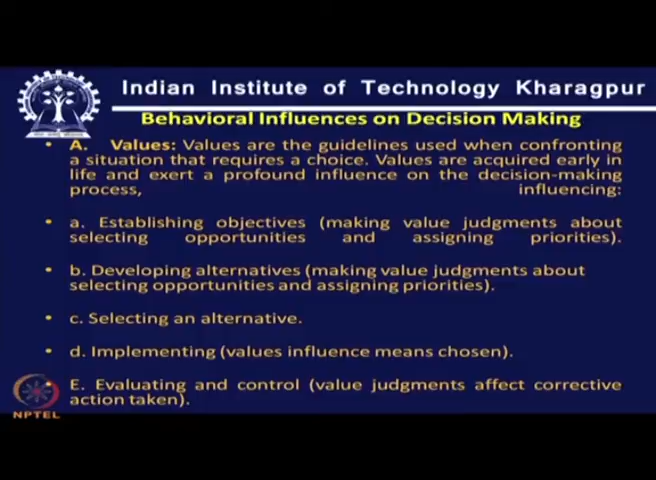 Indian Institute of Technology Kharagpur
Behavioral Influences on Decision Making
• A. Values: Values are the guidelines used when confronting
a situation that requires a choice. Values are acquired early in
life and exert a profound influence on the decision-making
process, influencing:
• a. Establishing objectives (making value judgments about
selecting opportunities and assigning priorities).
• b. Developing alternatives (making value judgments about
selecting opportunities and assigning priorities).
• c. Selecting an alternative.
• d. Implementing (values influence means chosen).
• E. Evaluating and control (value judgments affect corrective
action taken).
NPTEL